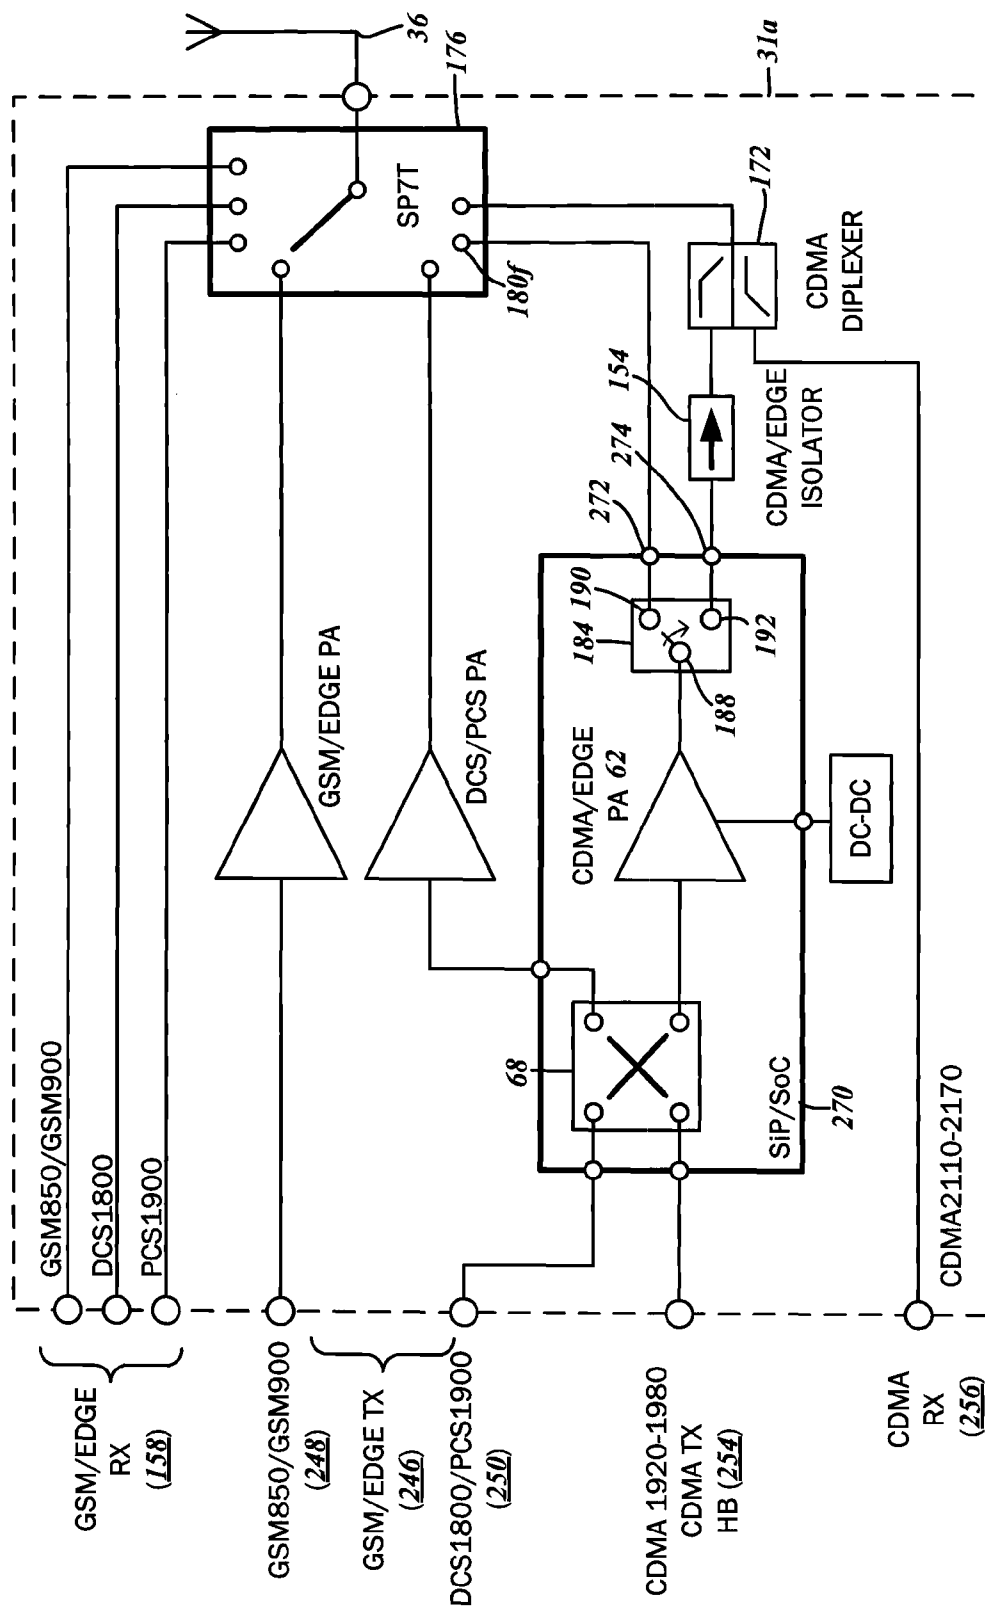 36
176
31a
GSM850/GSM900
DCS1800
PCS1900
GSM/EDGE
RX
(158)
SP7T
180f
GSM850/GSM900
(248)
GSM/EDGE PA
GSM/EDGE TX
(246)
DCS1800/PCS1900
(250)
DCS/PCS PA
172
CDMA
DIPLEXER
154
CDMA/EDGE
ISOLATOR
274
272
190
184
192
188
CDMA/EDGE
PA 62
68
DC-DC
SiP/SoC
270
CDMA 1920-1980
CDMA TX
HB (254)
CDMA2110-2170
CDMA
RX
(256)